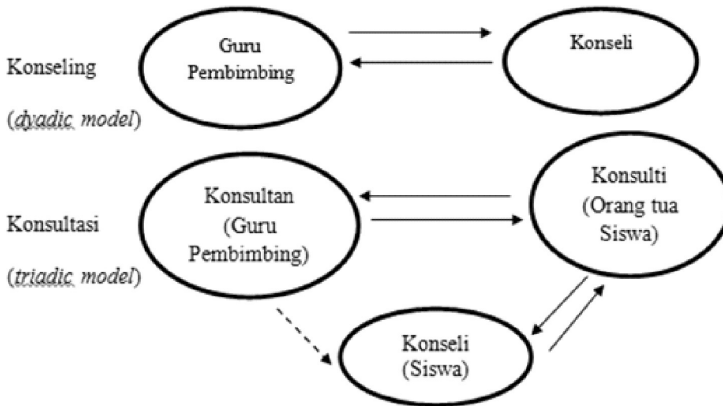 Konseling
(dyadic model)
Guru
Pembimbing
Konseli
Konsultasi
(triadic model)
Konsultan
(Guru
Pembimbing)
Konsulti
(Orang tua
Siswa)
Konseli
(Siswa)